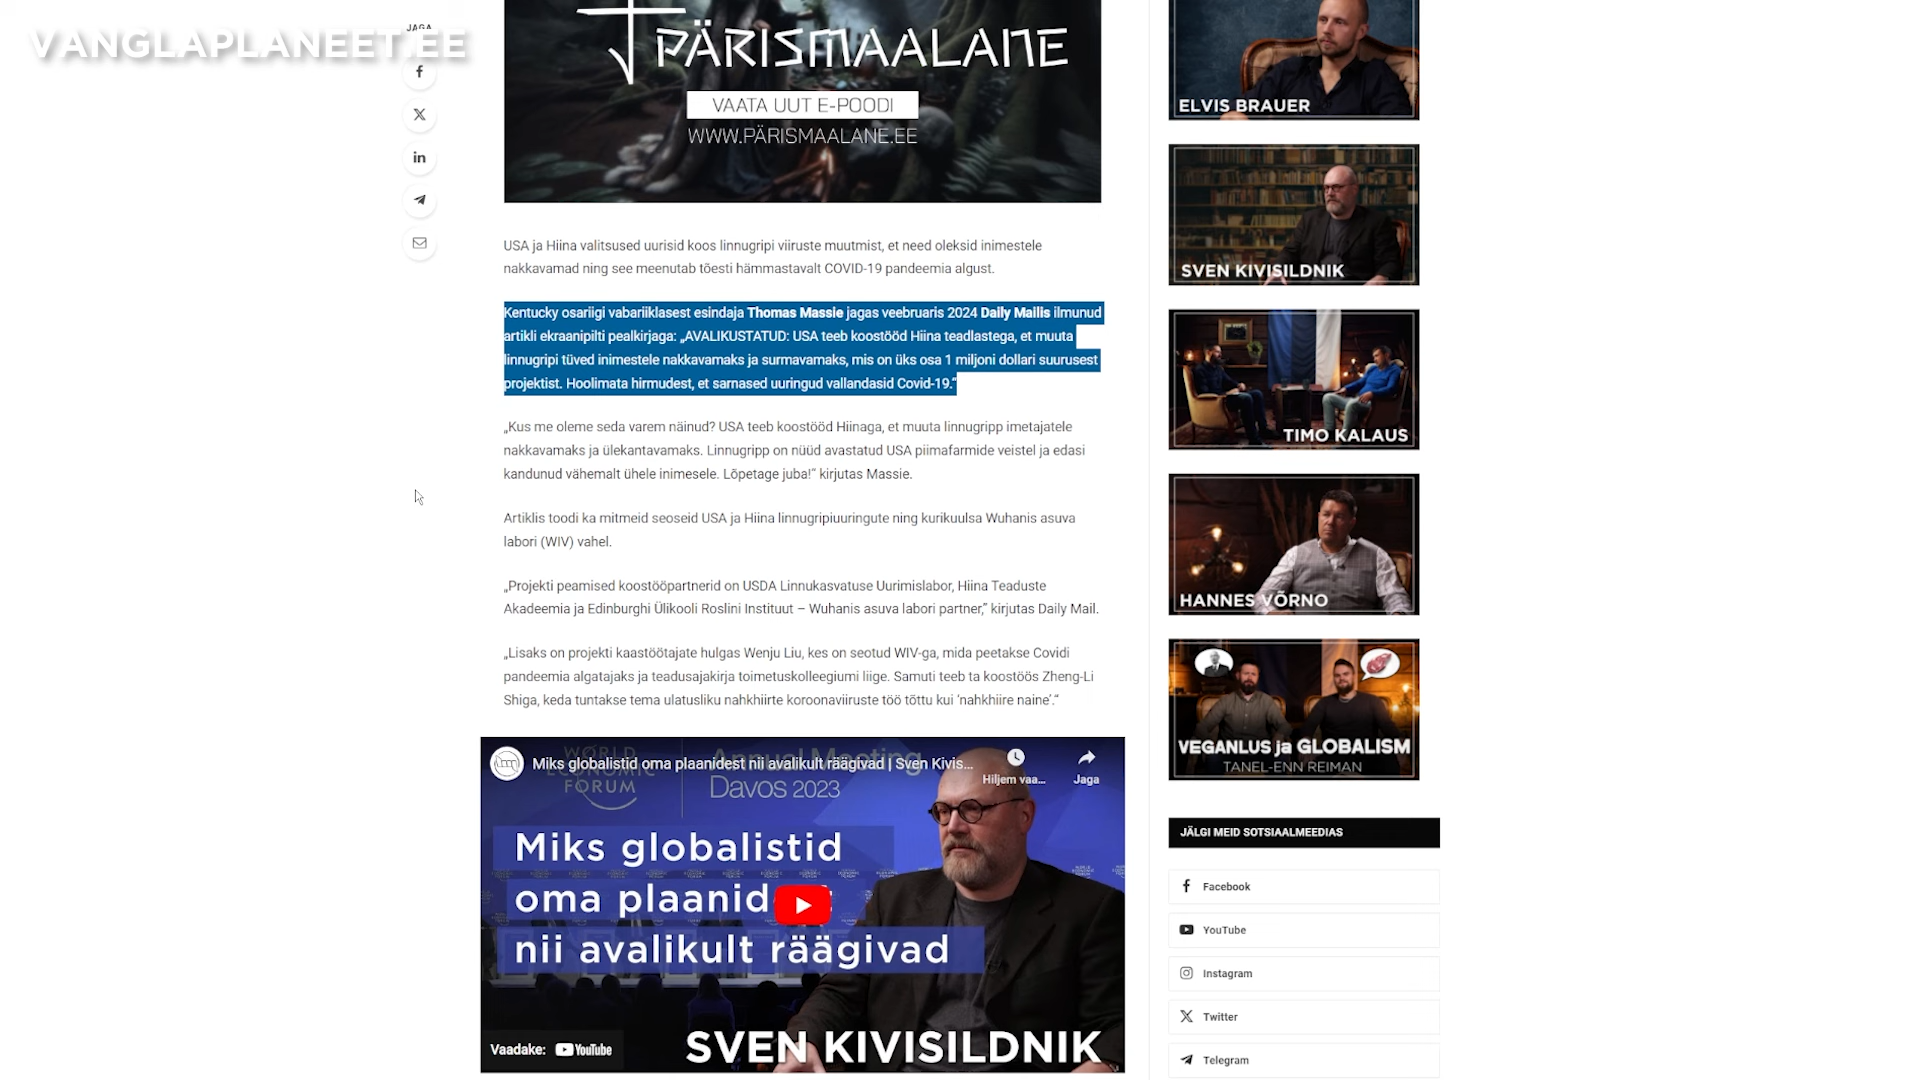 VANGLAPLANEET.EE
JAGA
PÄRISMAALANE
VAATA UUT E-POODI
WWW.PÄRISMAALANE.EE
USA ja Hiina valitsused uurisid koos linnugripi viiruste muutmist, et need oleksid inimestele
nakkavamad ning see meenutab tõesti hämmastavalt COVID-19 pandeemia algust.
Kentucky osariigi vabariiklasest esindaja Thomas Massie jagas veebruaris 2024 Daily Mailis ilmunud
artikli ekraanipilti pealkirjaga: „AVALIKUSTATUD: USA teeb koostööd Hiina teadlastega, et muuta
linnugripi tüved inimestele nakkavamaks ja surmavamaks, mis on üks osa 1 miljoni dollari suurusest
projektist. Hoolimata hirmudest, et sarnased uuringud vallandasid Covid-19.“
„Kus me oleme seda varem näinud? USA teeb koostööd Hiinaga, et muuta linnugripp imetajatele
nakkavamaks ja ülekantavamaks. Linnugripp on nüüd avastatud USA piimafarmide veistel ja edasi
kandunud vähemalt ühele inimesele. Lõpetage juba!“ kirjutas Massie.
Artiklis toodi ka mitmeid seoseid USA ja Hiina linnugripiuuringute ning kurikuulsa Wuhanis asuva
labori (WIV) vahel.
„Projekti peamised koostööpartnerid on USDA Linnukasvatuse Uurimislabor, Hiina Teaduste
Akadeemia ja Edinburghi Ülikooli Roslini Instituut – Wuhanis asuva labori partner,” kirjutas Daily Mail.
„Lisaks on projekti kaastöötajate hulgas Wenju Liu, kes on seotud WIV-ga, mida peetakse Covidi
pandeemia algatajaks ja teadusajakirja toimetuskolleegiumi liige. Samuti teeb ta koostöös Zheng-Li
Shiga, keda tuntakse tema ulatusliku nahkhiirte koroonaviiruste töö tõttu kui ‘nahkhiire naine’.“
WORLD
ECONOMIC
FORUM
Annual Meeting
Davos 2023
Miks globalistid oma plaanidest nii avalikult räägivad | Sven Kivis...
Hiljem vaa...
Jaga
Miks globalistid
oma plaanid
nii avalikult räägivad
Vaadake: YouTube
SVEN KIVISILDNIK
ELVIS BRAUER
SVEN KIVISILDNIK
TIMO KALAUS
HANNES VÕRNO
VEGANLUS ja GLOBALISM
TANEL-ENN REIMAN
JÄLGI MEID SOTSIAALMEEDIAS
Facebook
YouTube
Instagram
Twitter
Telegram